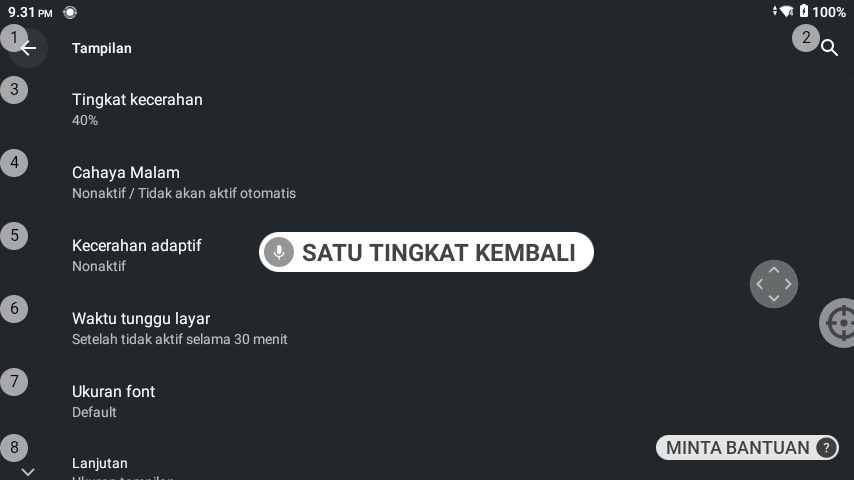 9.31 PM
100%
1
Tampilan
2
3
Tingkat kecerahan
40%
4
Cahaya Malam
Nonaktif / Tidak akan aktif otomatis
5
Kecerahan adaptif
Nonaktif
SATU TINGKAT KEMBALI
6
Waktu tunggu layar
Setelah tidak aktif selama 30 menit
7
Ukuran font
Default
8
Lanjutan
MINTA BANTUAN ?
Ukuran tampilan